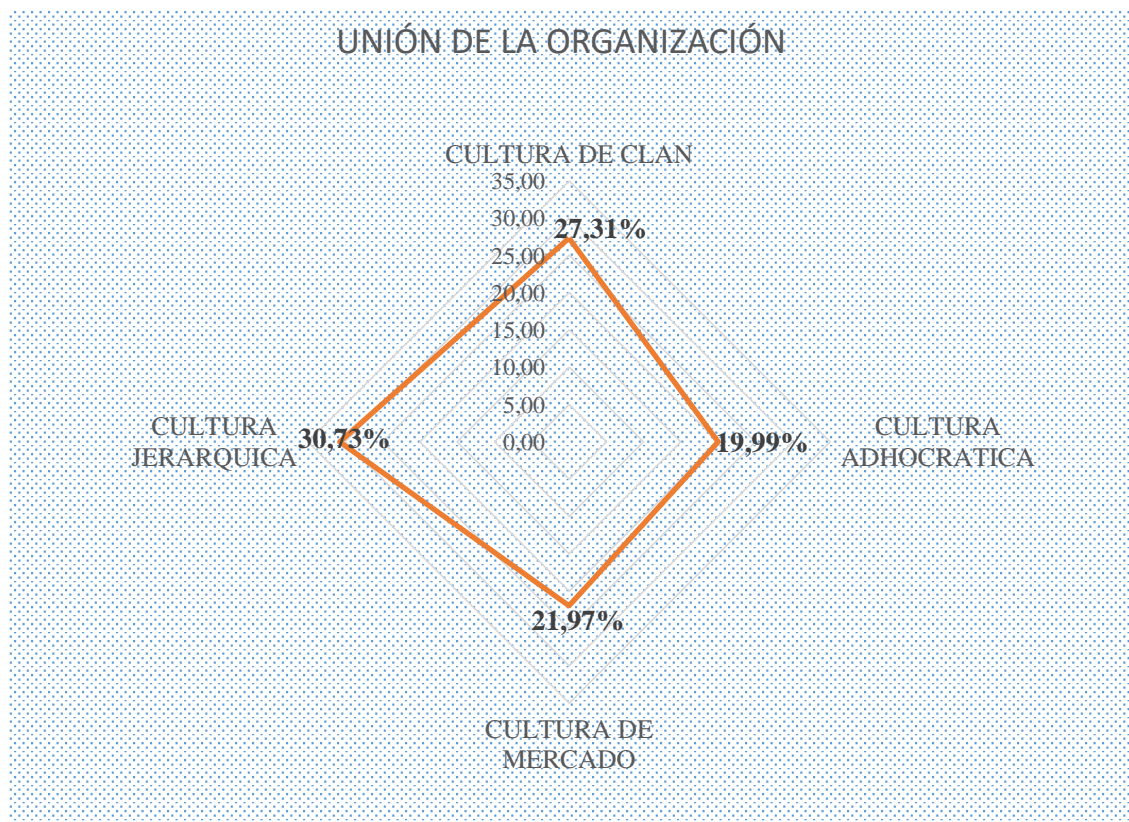 UNIÓN DE LA ORGANIZACIÓN
CULTURA DE CLAN
35,00
30,00
27,31%
25,00
20,00
15,00
10,00
5,00
0,00
CULTURA
JERARQUICA
30,73%
19,99%
CULTURA
ADHOCRATICA
21,97%
CULTURA DE
MERCADO